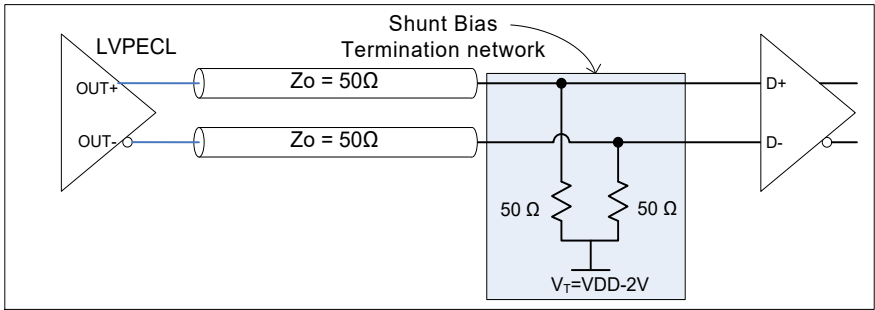 Shunt Bias
Termination network
LVPECL
OUT+
Zo = 50Ω
D+
OUT-
Zo = 50Ω
D-
50 Ω
50 Ω
V_T=VDD-2V